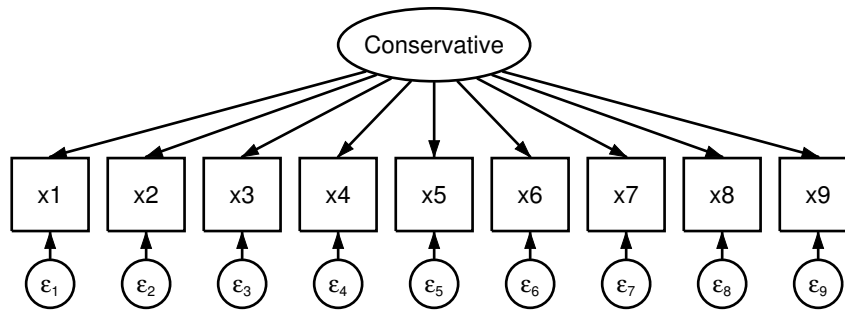 Conservative
x1 x2 x3 x4 x5 x6 x7 x8 x9
ε₁ ε₂ ε₃ ε₄ ε₅ ε₆ ε₇ ε₈ ε₉